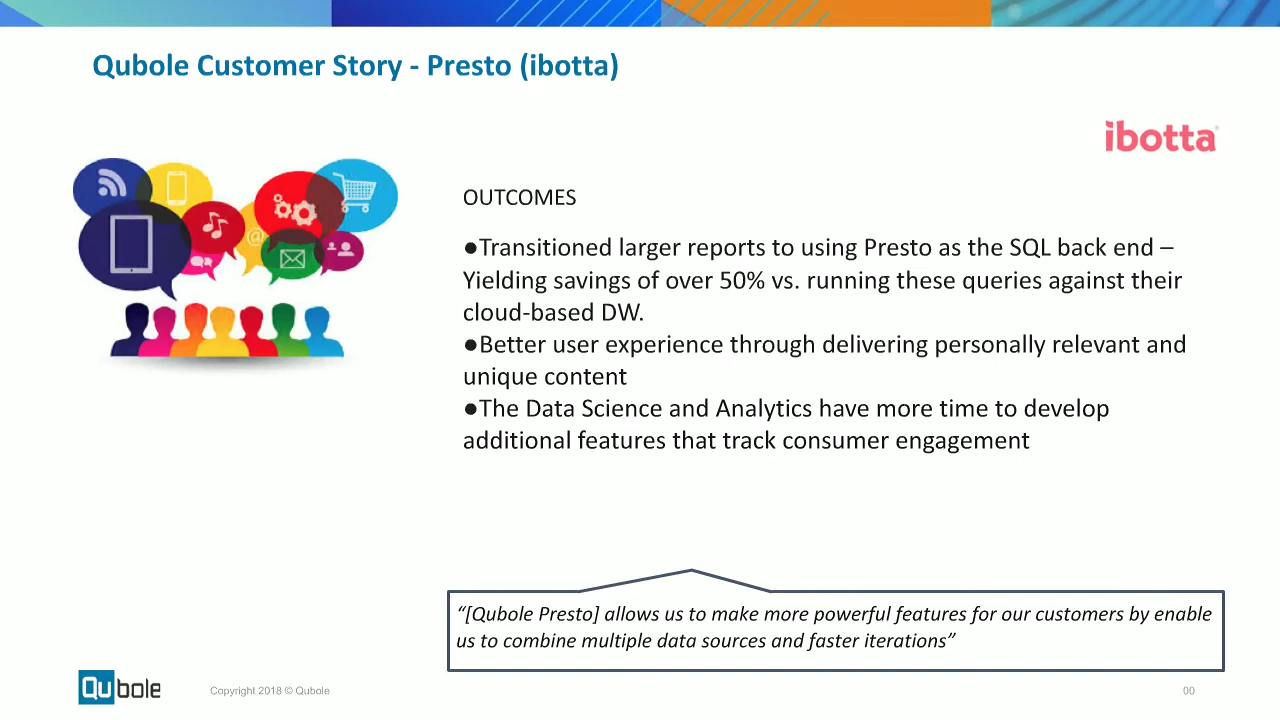 Qubole Customer Story - Presto (ibotta)
ibotta
OUTCOMES
●Transitioned larger reports to using Presto as the SQL back end –
Yielding savings of over 50% vs. running these queries against their
cloud-based DW.
●Better user experience through delivering personally relevant and
unique content
●The Data Science and Analytics have more time to develop
additional features that track consumer engagement
@
“[Qubole Presto] allows us to make more powerful features for our customers by enable
us to combine multiple data sources and faster iterations”
Qubole
Copyright 2018 © Qubole
00